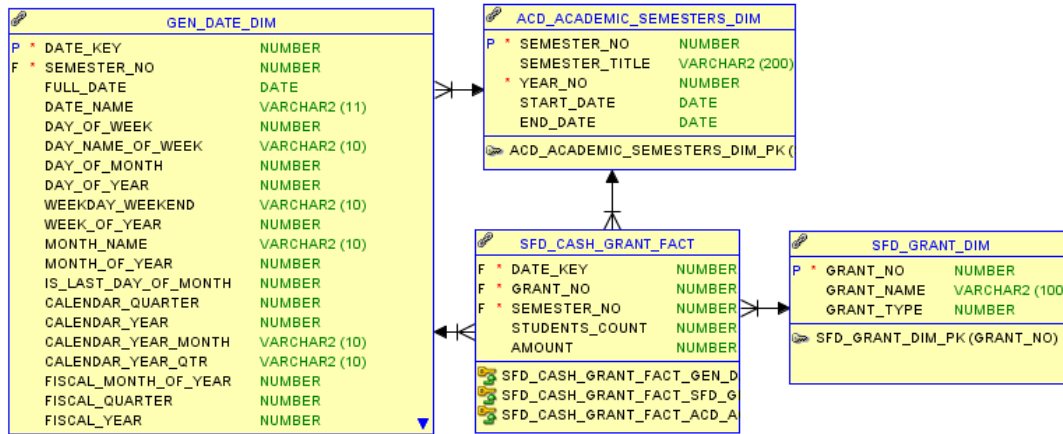 GEN_DATE_DIM
P * DATE_KEY NUMBER
F * SEMESTER_NO NUMBER
FULL_DATE DATE
DATE_NAME VARCHAR2 (11)
DAY_OF_WEEK NUMBER
DAY_NAME_OF_WEEK VARCHAR2 (10)
DAY_OF_MONTH NUMBER
DAY_OF_YEAR NUMBER
WEEKDAY_WEEKEND VARCHAR2 (10)
WEEK_OF_YEAR NUMBER
MONTH_NAME VARCHAR2 (10)
MONTH_OF_YEAR NUMBER
IS_LAST_DAY_OF_MONTH NUMBER
CALENDAR_QUARTER NUMBER
CALENDAR_YEAR NUMBER
CALENDAR_YEAR_MONTH VARCHAR2 (10)
CALENDAR_YEAR_QTR VARCHAR2 (10)
FISCAL_MONTH_OF_YEAR NUMBER
FISCAL_QUARTER NUMBER
FISCAL_YEAR NUMBER
ACD_ACADEMIC_SEMESTERS_DIM
P * SEMESTER_NO NUMBER
SEMESTER_TITLE VARCHAR2 (200)
* YEAR_NO NUMBER
START_DATE DATE
END_DATE DATE
ACD_ACADEMIC_SEMESTERS_DIM_PK (
SFD_CASH_GRANT_FACT
F * DATE_KEY NUMBER
F * GRANT_NO NUMBER
F * SEMESTER_NO NUMBER
STUDENTS_COUNT NUMBER
AMOUNT NUMBER
SFD_CASH_GRANT_FACT_GEN_D
SFD_CASH_GRANT_FACT_SFD_G
SFD_CASH_GRANT_FACT_ACD_A
SFD_GRANT_DIM
P * GRANT_NO NUMBER
GRANT_NAME VARCHAR2 (100
GRANT_TYPE NUMBER
SFD_GRANT_DIM_PK (GRANT_NO)